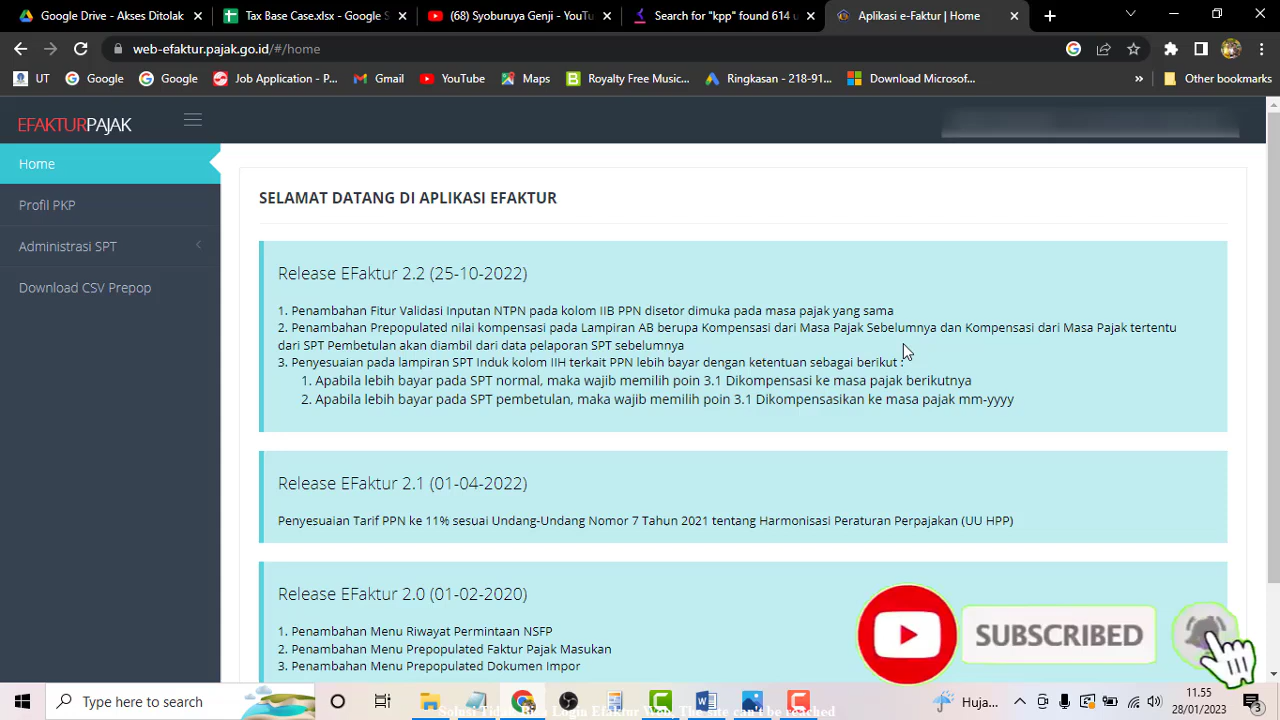 Google Drive - Akses Ditolak
Tax Base Case.xlsx - Google S
(68) Syoburuya Genji - YouTu
Search for "kpp" found 614 u
Aplikasi e-Faktur | Home
web-efaktur.pajak.go.id/#/home
UT
Google
Google
Job Application - P...
Gmail
YouTube
Maps
Royalty Free Music...
Ringkasan - 218-91...
Download Microsof...
»
Other bookmarks
EFAKTURPAJAK
Home
Profil PKP
Administrasi SPT
Download CSV Prepop
SELAMAT DATANG DI APLIKASI EFAKTUR
Release EFaktur 2.2 (25-10-2022)
1. Penambahan Fitur Validasi Inputan NTPN pada kolom IIB PPN disetor dimuka pada masa pajak yang sama
2. Penambahan Prepopulated nilai kompensasi pada Lampiran AB berupa Kompensasi dari Masa Pajak Sebelumnya dan Kompensasi dari Masa Pajak tertentu
dari SPT Pembetulan akan diambil dari data pelaporan SPT sebelumnya
3. Penyesuaian pada lampiran SPT Induk kolom IIH terkait PPN lebih bayar dengan ketentuan sebagai berikut :
1. Apabila lebih bayar pada SPT normal, maka wajib memilih poin 3.1 Dikompensasi ke masa pajak berikutnya
2. Apabila lebih bayar pada SPT pembetulan, maka wajib memilih poin 3.1 Dikompensasikan ke masa pajak mm-yyyy
Release EFaktur 2.1 (01-04-2022)
Penyesuaian Tarif PPN ke 11% sesuai Undang-Undang Nomor 7 Tahun 2021 tentang Harmonisasi Peraturan Perpajakan (UU HPP)
Release EFaktur 2.0 (01-02-2020)
1. Penambahan Menu Riwayat Permintaan NSFP
2. Penambahan Menu Prepopulated Faktur Pajak Masukan
3. Penambahan Menu Prepopulated Dokumen Impor
SUBSCRIBED
Type here to search
Huja...
11.55
28/01/2023
3
Solusi Tidak Bisa Login Efaktur Web, The site can't be reached